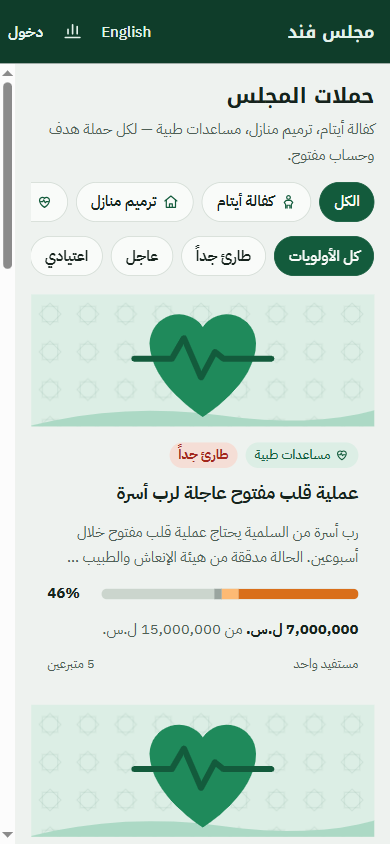 مجلس فند
English
دخول
حملات المجلس
كفالة أيتام، ترميم منازل، مساعدات طبية — لكل حملة هدف
وحساب مفتوح.
الكل
كفالة أيتام
ترميم منازل
كل الأولويات
طارئ جداً
عاجل
اعتيادي
مساعدات طبية
طارئ جداً
عملية قلب مفتوح عاجلة لرب أسرة
رب أسرة من السلمية يحتاج عملية قلب مفتوح خلال
أسبوعين. الحالة مدققة من هيئة الإنعاش والطبيب ...
46%
7,000,000 ل.س. من 15,000,000 ل.س.
مستفيد واحد
5 متبرعين